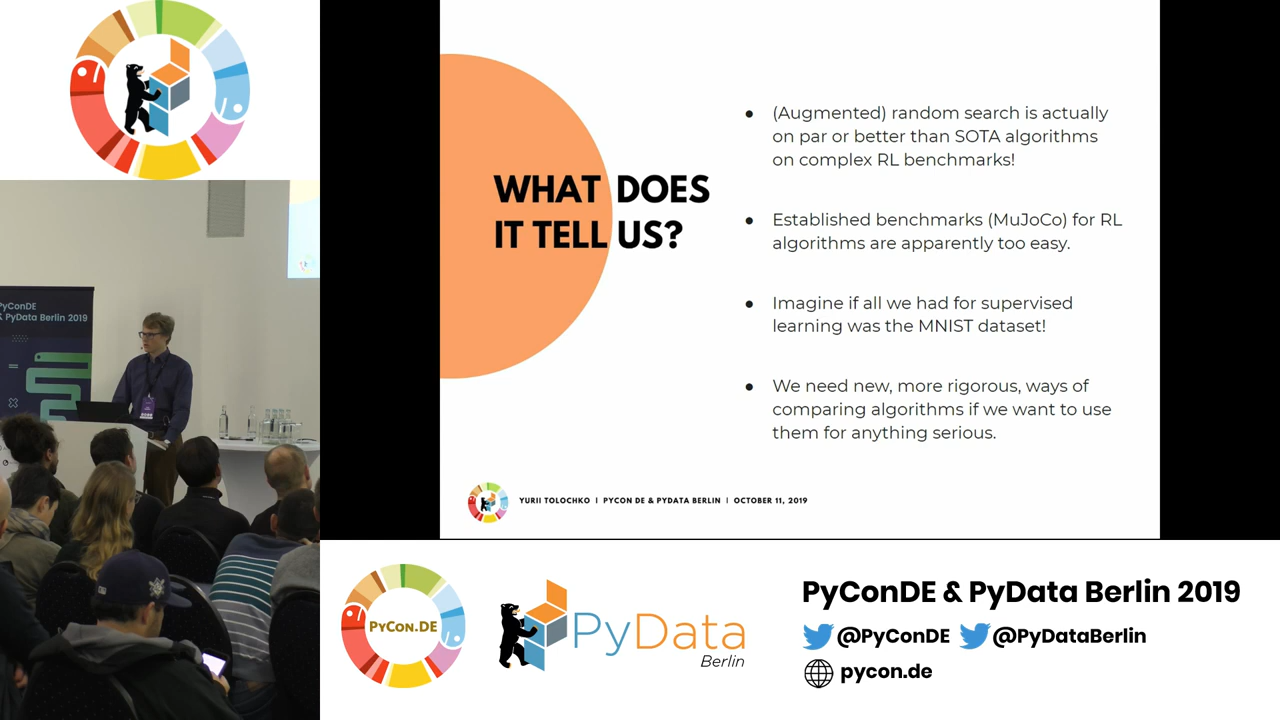 PyConDE
& PyData Berlin 2019
WHAT DOES
IT TELL US?
● (Augmented) random search is actually
on par or better than SOTA algorithms
on complex RL benchmarks!
● Established benchmarks (MuJoCo) for RL
algorithms are apparently too easy.
● Imagine if all we had for supervised
learning was the MNIST dataset!
● We need new, more rigorous, ways of
comparing algorithms if we want to use
them for anything serious.
YURII TOLOCHKO | PYCON DE & PYDATA BERLIN | OCTOBER 11, 2019
PYCON.DE
PyData
Berlin
PyConDE & PyData Berlin 2019
@PyConDE @PyDataBerlin
pycon.de